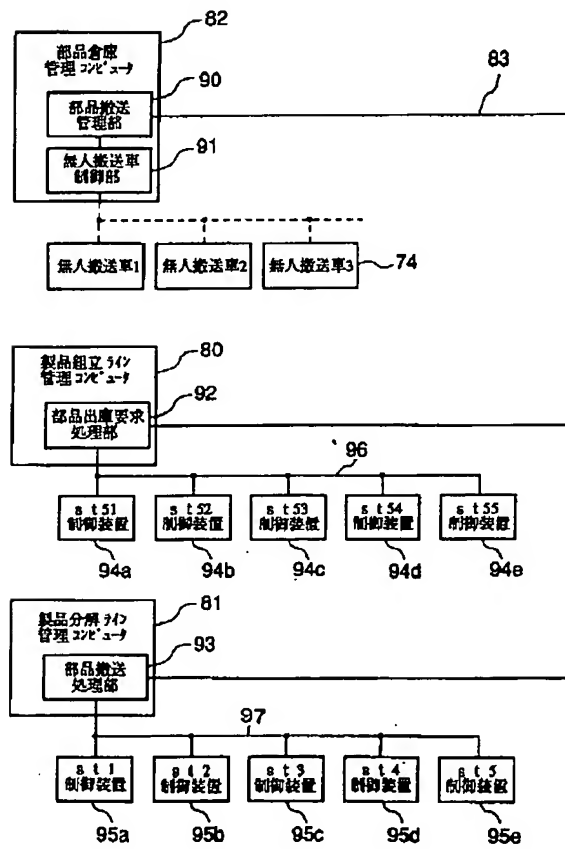 82
部品倉庫
管理コンピュータ
90
83
部品搬送
管理部
91
無人搬送車
制御部
無人搬送車1
無人搬送車2
無人搬送車3
74
製品組立ライン
管理コンピュータ
80
92
部品出庫要求
処理部
96
st51
制御装置
st52
制御装置
st53
制御装置
st54
制御装置
st55
制御装置
94a
94b
94c
94d
94e
製品分解ライン
管理コンピュータ
81
93
部品搬送
処理部
97
st1
制御装置
st2
制御装置
st3
制御装置
st4
制御装置
st5
制御装置
95a
95b
95c
95d
95e